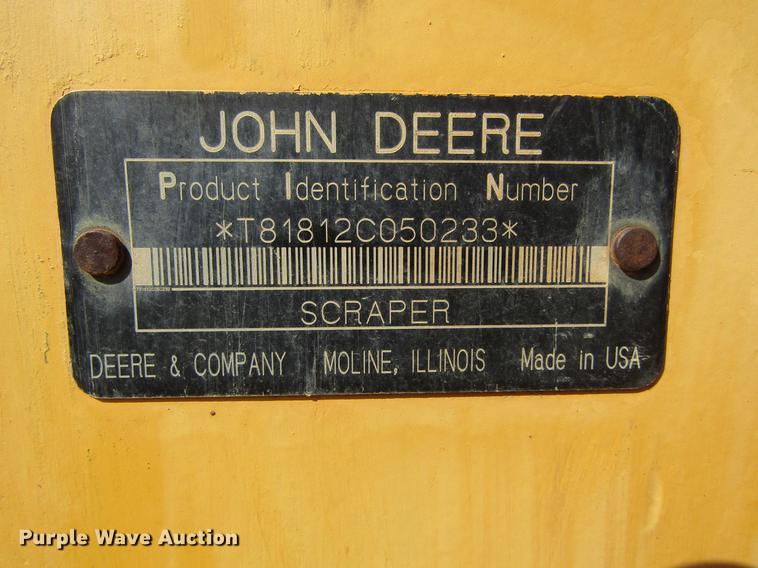 JOHN DEERE
Product Identification Number
*T81812C050233*
SCRAPER
DEERE & COMPANY MOLINE, ILLINOIS Made in USA
Purple Wave Auction